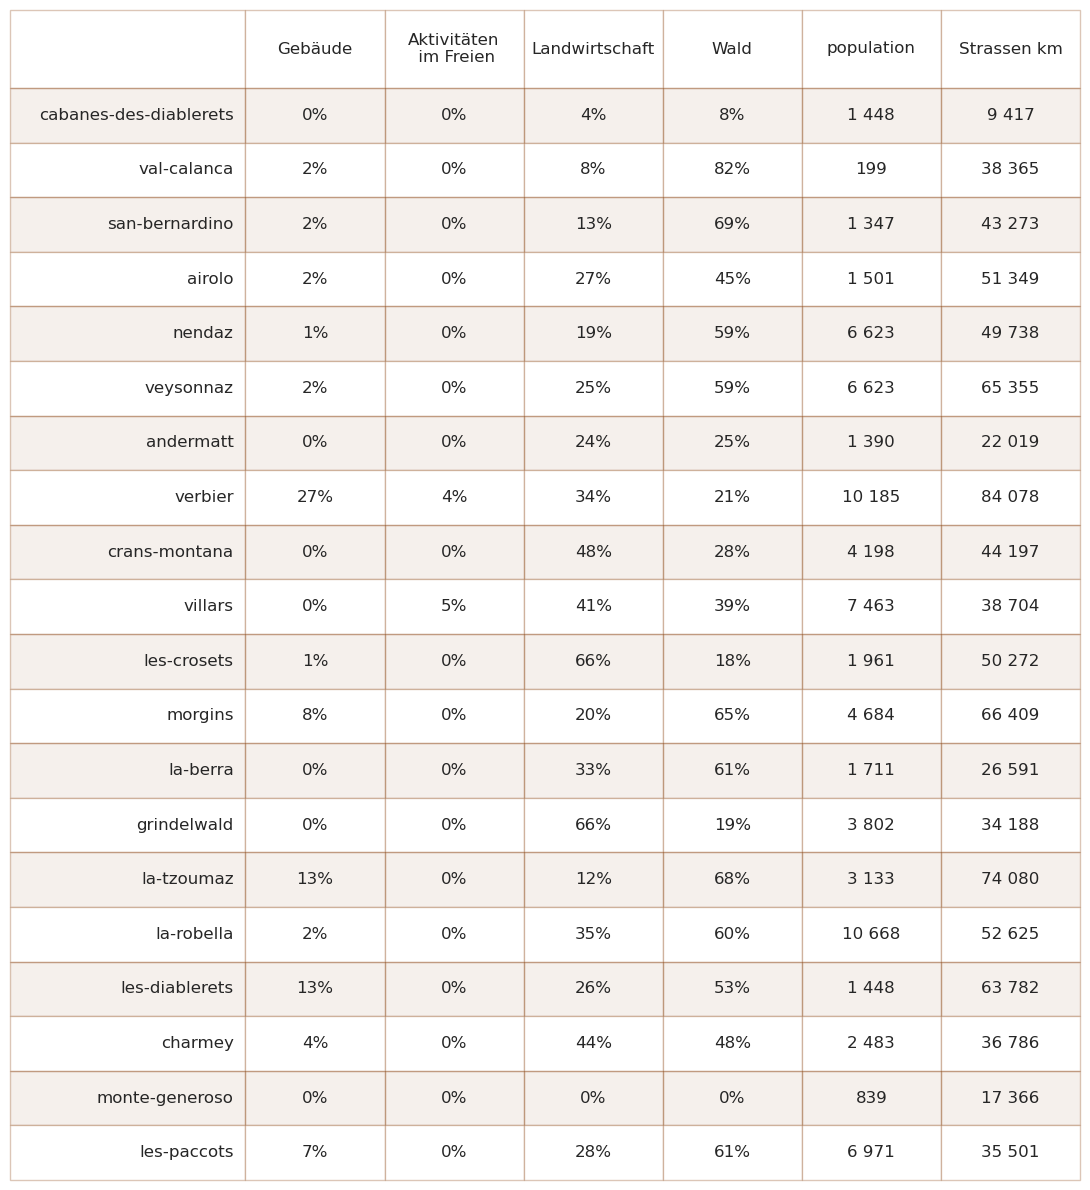 Gebäude Aktivitäten im Freien Landwirtschaft Wald population Strassen km
cabanes-des-diablerets 0% 0% 4% 8% 1 448 9 417
val-calanca 2% 0% 8% 82% 199 38 365
san-bernardino 2% 0% 13% 69% 1 347 43 273
airolo 2% 0% 27% 45% 1 501 51 349
nendaz 1% 0% 19% 59% 6 623 49 738
veysonnaz 2% 0% 25% 59% 6 623 65 355
andermatt 0% 0% 24% 25% 1 390 22 019
verbier 27% 4% 34% 21% 10 185 84 078
crans-montana 0% 0% 48% 28% 4 198 44 197
villars 0% 5% 41% 39% 7 463 38 704
les-crosets 1% 0% 66% 18% 1 961 50 272
morgins 8% 0% 20% 65% 4 684 66 409
la-berra 0% 0% 33% 61% 1 711 26 591
grindelwald 0% 0% 66% 19% 3 802 34 188
la-tzoumaz 13% 0% 12% 68% 3 133 74 080
la-robella 2% 0% 35% 60% 10 668 52 625
les-diablerets 13% 0% 26% 53% 1 448 63 782
charmey 4% 0% 44% 48% 2 483 36 786
monte-generoso 0% 0% 0% 0% 839 17 366
les-paccots 7% 0% 28% 61% 6 971 35 501